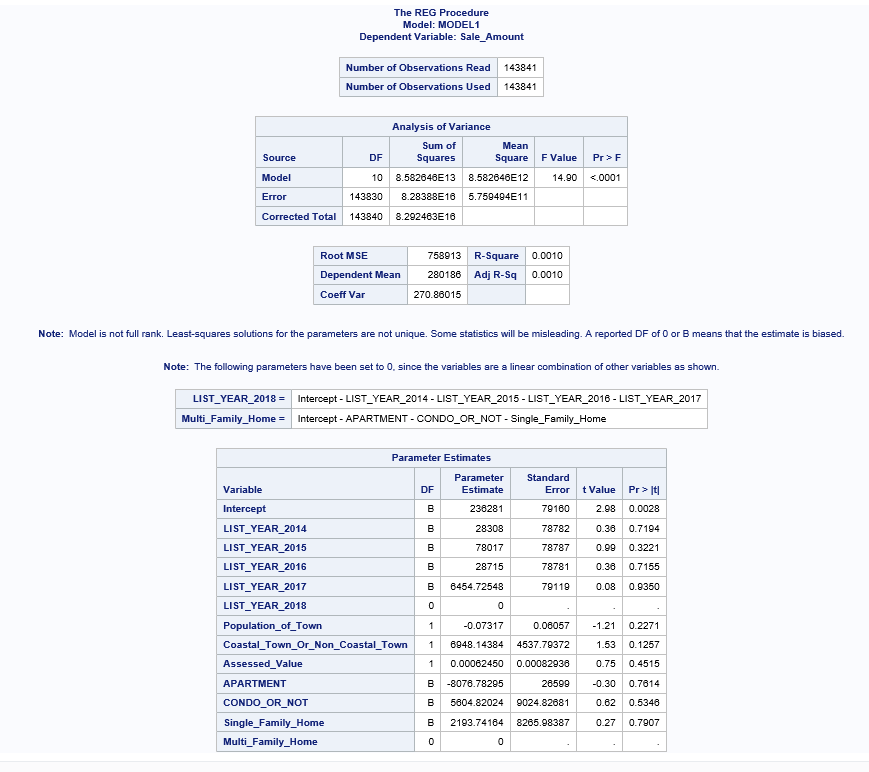 The REG Procedure
Model: MODEL1
Dependent Variable: Sale_Amount
Number of Observations Read 143841
Number of Observations Used 143841
Analysis of Variance
Source DF Sum of Squares Mean Square F Value Pr > F
Model 10 8.582646E13 8.582646E12 14.90 <.0001
Error 143830 8.28388E16 5.759494E11
Corrected Total 143840 8.292463E16
Root MSE 758913 R-Square 0.0010
Dependent Mean 280186 Adj R-Sq 0.0010
Coeff Var 270.86015
Note: Model is not full rank. Least-squares solutions for the parameters are not unique. Some statistics will be misleading. A reported DF of 0 or B means that the estimate is biased.
Note: The following parameters have been set to 0, since the variables are a linear combination of other variables as shown.
LIST_YEAR_2018 = Intercept - LIST_YEAR_2014 - LIST_YEAR_2015 - LIST_YEAR_2016 - LIST_YEAR_2017
Multi_Family_Home = Intercept - APARTMENT - CONDO_OR_NOT - Single_Family_Home
Parameter Estimates
Variable DF Parameter Estimate Standard Error t Value Pr > |t|
Intercept B 236281 79160 2.98 0.0028
LIST_YEAR_2014 B 28308 78782 0.36 0.7194
LIST_YEAR_2015 B 78017 78787 0.99 0.3221
LIST_YEAR_2016 B 28715 78781 0.36 0.7155
LIST_YEAR_2017 B 6454.72548 79119 0.08 0.9350
LIST_YEAR_2018 0 0 . . .
Population_of_Town 1 -0.07317 0.06057 -1.21 0.2271
Coastal_Town_Or_Non_Coastal_Town 1 6948.14384 4537.79372 1.53 0.1257
Assessed_Value 1 0.00062450 0.00082936 0.75 0.4515
APARTMENT B -8076.78295 26599 -0.30 0.7614
CONDO_OR_NOT B 5604.82024 9024.82681 0.62 0.5346
Single_Family_Home B 2193.74164 8265.98387 0.27 0.7907
Multi_Family_Home 0 0 . . .